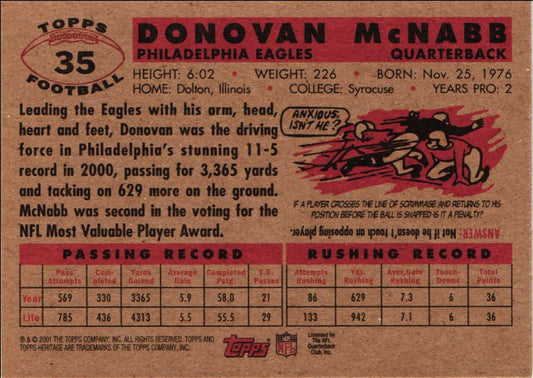 TOPPS
35
FOOTBALL
DONOVAN McNABB
PHILADELPHIA EAGLES QUARTERBACK
HEIGHT: 6:02 • WEIGHT: 226 • BORN: Nov. 25, 1976
HOME: Dolton, Illinois • COLLEGE: Syracuse • YEARS PRO: 2
Leading the Eagles with his arm, head,
heart and feet, Donovan was the driving
force in Philadelphia's stunning 11-5
record in 2000, passing for 3,365 yards
and tacking on 629 more on the ground.
McNabb was second in the voting for the
NFL Most Valuable Player Award.
ANXIOUS,
ISN'T HE?
IF A PLAYER CROSSES THE LINE OF SCRIMMAGE AND RETURNS TO HIS
POSITION BEFORE THE BALL IS SNAPPED IS IT A PENALTY?
ANSWER: Not if he doesn't touch an opposing player.
PASSING RECORD RUSHING RECORD
Pass Attempts Com- pleted Yards Gained Average Gain Completed Pctg. T.D. Passes Attempts Rushing Yds. Rushing Aver. Gain Rushing Touch- Downs Total Points
Year 569 330 3365 5.9 58.0 21 86 629 7.3 6 36
Life 785 436 4313 5.5 55.5 29 133 942 7.1 6 36
® & © 2001 THE TOPPS COMPANY, INC. ALL RIGHTS RESERVED. TOPPS AND
TOPPS HERITAGE ARE TRADEMARKS OF THE TOPPS COMPANY, INC.
Topps
NFL
Licensed by
The NFL
Quarterback
Club, Inc.